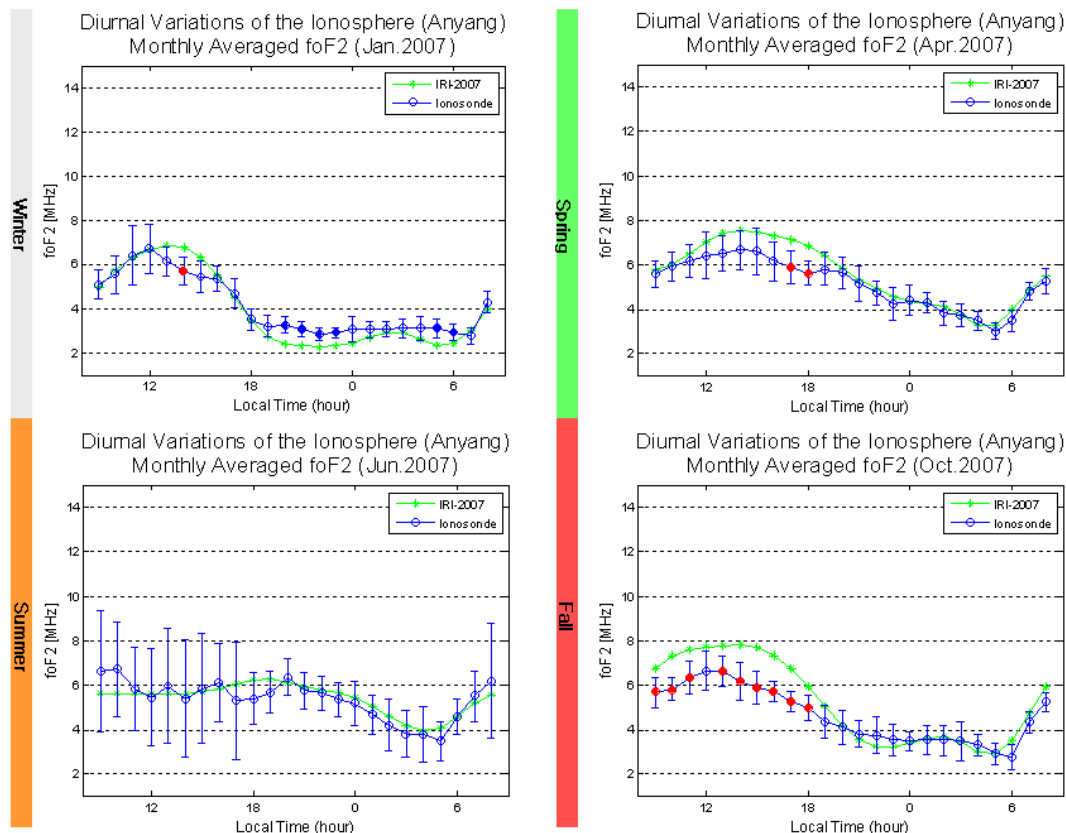 Diurnal Variations of the Ionosphere (Anyang)
Monthly Averaged foF2 (Jan.2007)
Winter
foF2 [MHz]
14
12
10
8
6
4
2
IRI-2007
Ionosonde
12 18 0 6
Local Time (hour)
Diurnal Variations of the Ionosphere (Anyang)
Monthly Averaged foF2 (Apr.2007)
Spring
foF2 [MHz]
14
12
10
8
6
4
2
IRI-2007
Ionosonde
12 18 0 6
Local Time (hour)
Diurnal Variations of the Ionosphere (Anyang)
Monthly Averaged foF2 (Jun.2007)
Summer
foF2 [MHz]
14
12
10
8
6
4
2
IRI-2007
Ionosonde
12 18 0 6
Local Time (hour)
Diurnal Variations of the Ionosphere (Anyang)
Monthly Averaged foF2 (Oct.2007)
Fall
foF2 [MHz]
14
12
10
8
6
4
2
IRI-2007
Ionosonde
12 18 0 6
Local Time (hour)